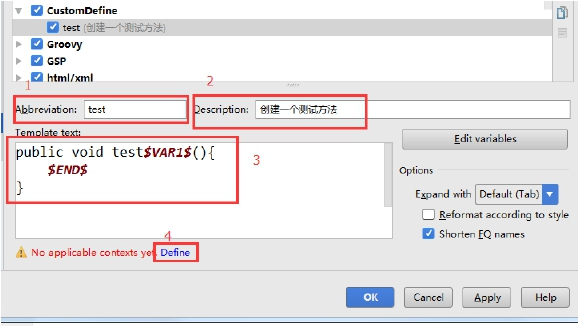 CustomDefine
test (创建一个测试方法)
Groovy
GSP
html/xml
1
2
Abbreviation: test
Description: 创建一个测试方法
Template text:
public void test$VAR1$(){
$END$
}
3
Edit variables
Options
Expand with Default (Tab)
Reformat according to style
Shorten FQ names
4
No applicable contexts yet. Define
OK Cancel Apply Help